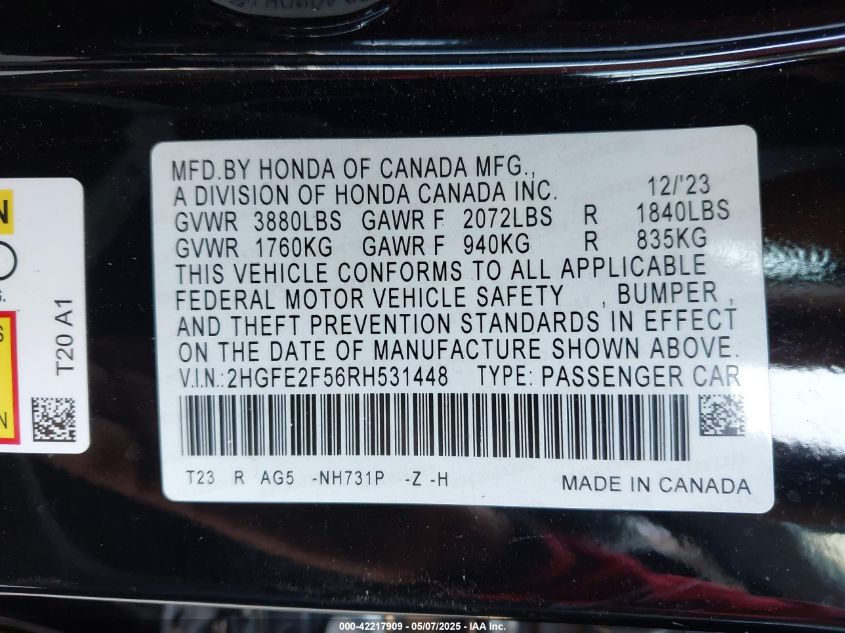 MFD.BY HONDA OF CANADA MFG.,
A DIVISION OF HONDA CANADA INC. 12/'23
GVWR 3880LBS GAWR F 2072LBS R 1840LBS
GVWR 1760KG GAWR F 940KG R 835KG
THIS VEHICLE CONFORMS TO ALL APPLICABLE
FEDERAL MOTOR VEHICLE SAFETY , BUMPER ,
AND THEFT PREVENTION STANDARDS IN EFFECT
ON THE DATE OF MANUFACTURE SHOWN ABOVE.
V.I.N.: 2HGFE2F56RH531448 TYPE: PASSENGER CAR
T23 R AG5 -NH731P -Z -H MADE IN CANADA
T20 A1
000-42217909 - 05/07/2025 - IAA Inc.